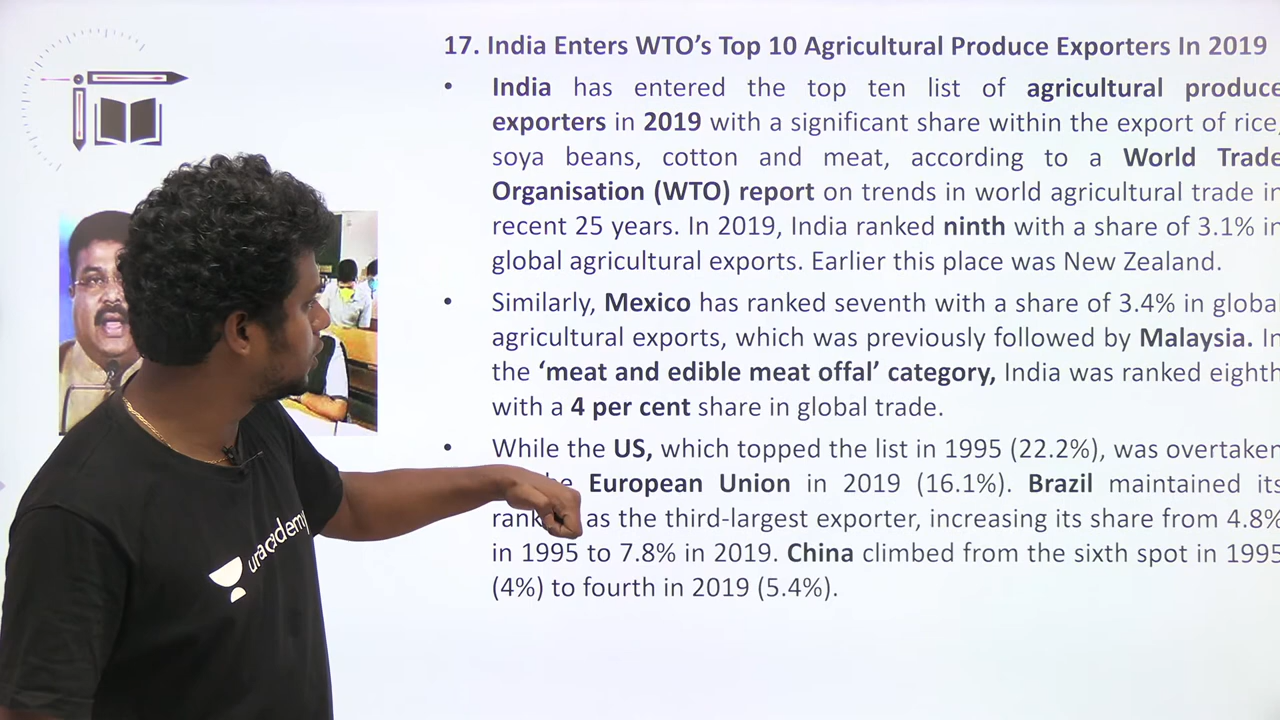 17. India Enters WTO’s Top 10 Agricultural Produce Exporters In 2019
• India has entered the top ten list of agricultural produce
exporters in 2019 with a significant share within the export of rice,
soya beans, cotton and meat, according to a World Trade
Organisation (WTO) report on trends in world agricultural trade in
recent 25 years. In 2019, India ranked ninth with a share of 3.1% in
global agricultural exports. Earlier this place was New Zealand.
• Similarly, Mexico has ranked seventh with a share of 3.4% in global
agricultural exports, which was previously followed by Malaysia. In
the ‘meat and edible meat offal’ category, India was ranked eighth
with a 4 per cent share in global trade.
• While the US, which topped the list in 1995 (22.2%), was overtaken
European Union in 2019 (16.1%). Brazil maintained its
as the third-largest exporter, increasing its share from 4.8%
in 1995 to 7.8% in 2019. China climbed from the sixth spot in 1995
(4%) to fourth in 2019 (5.4%).
unacademy